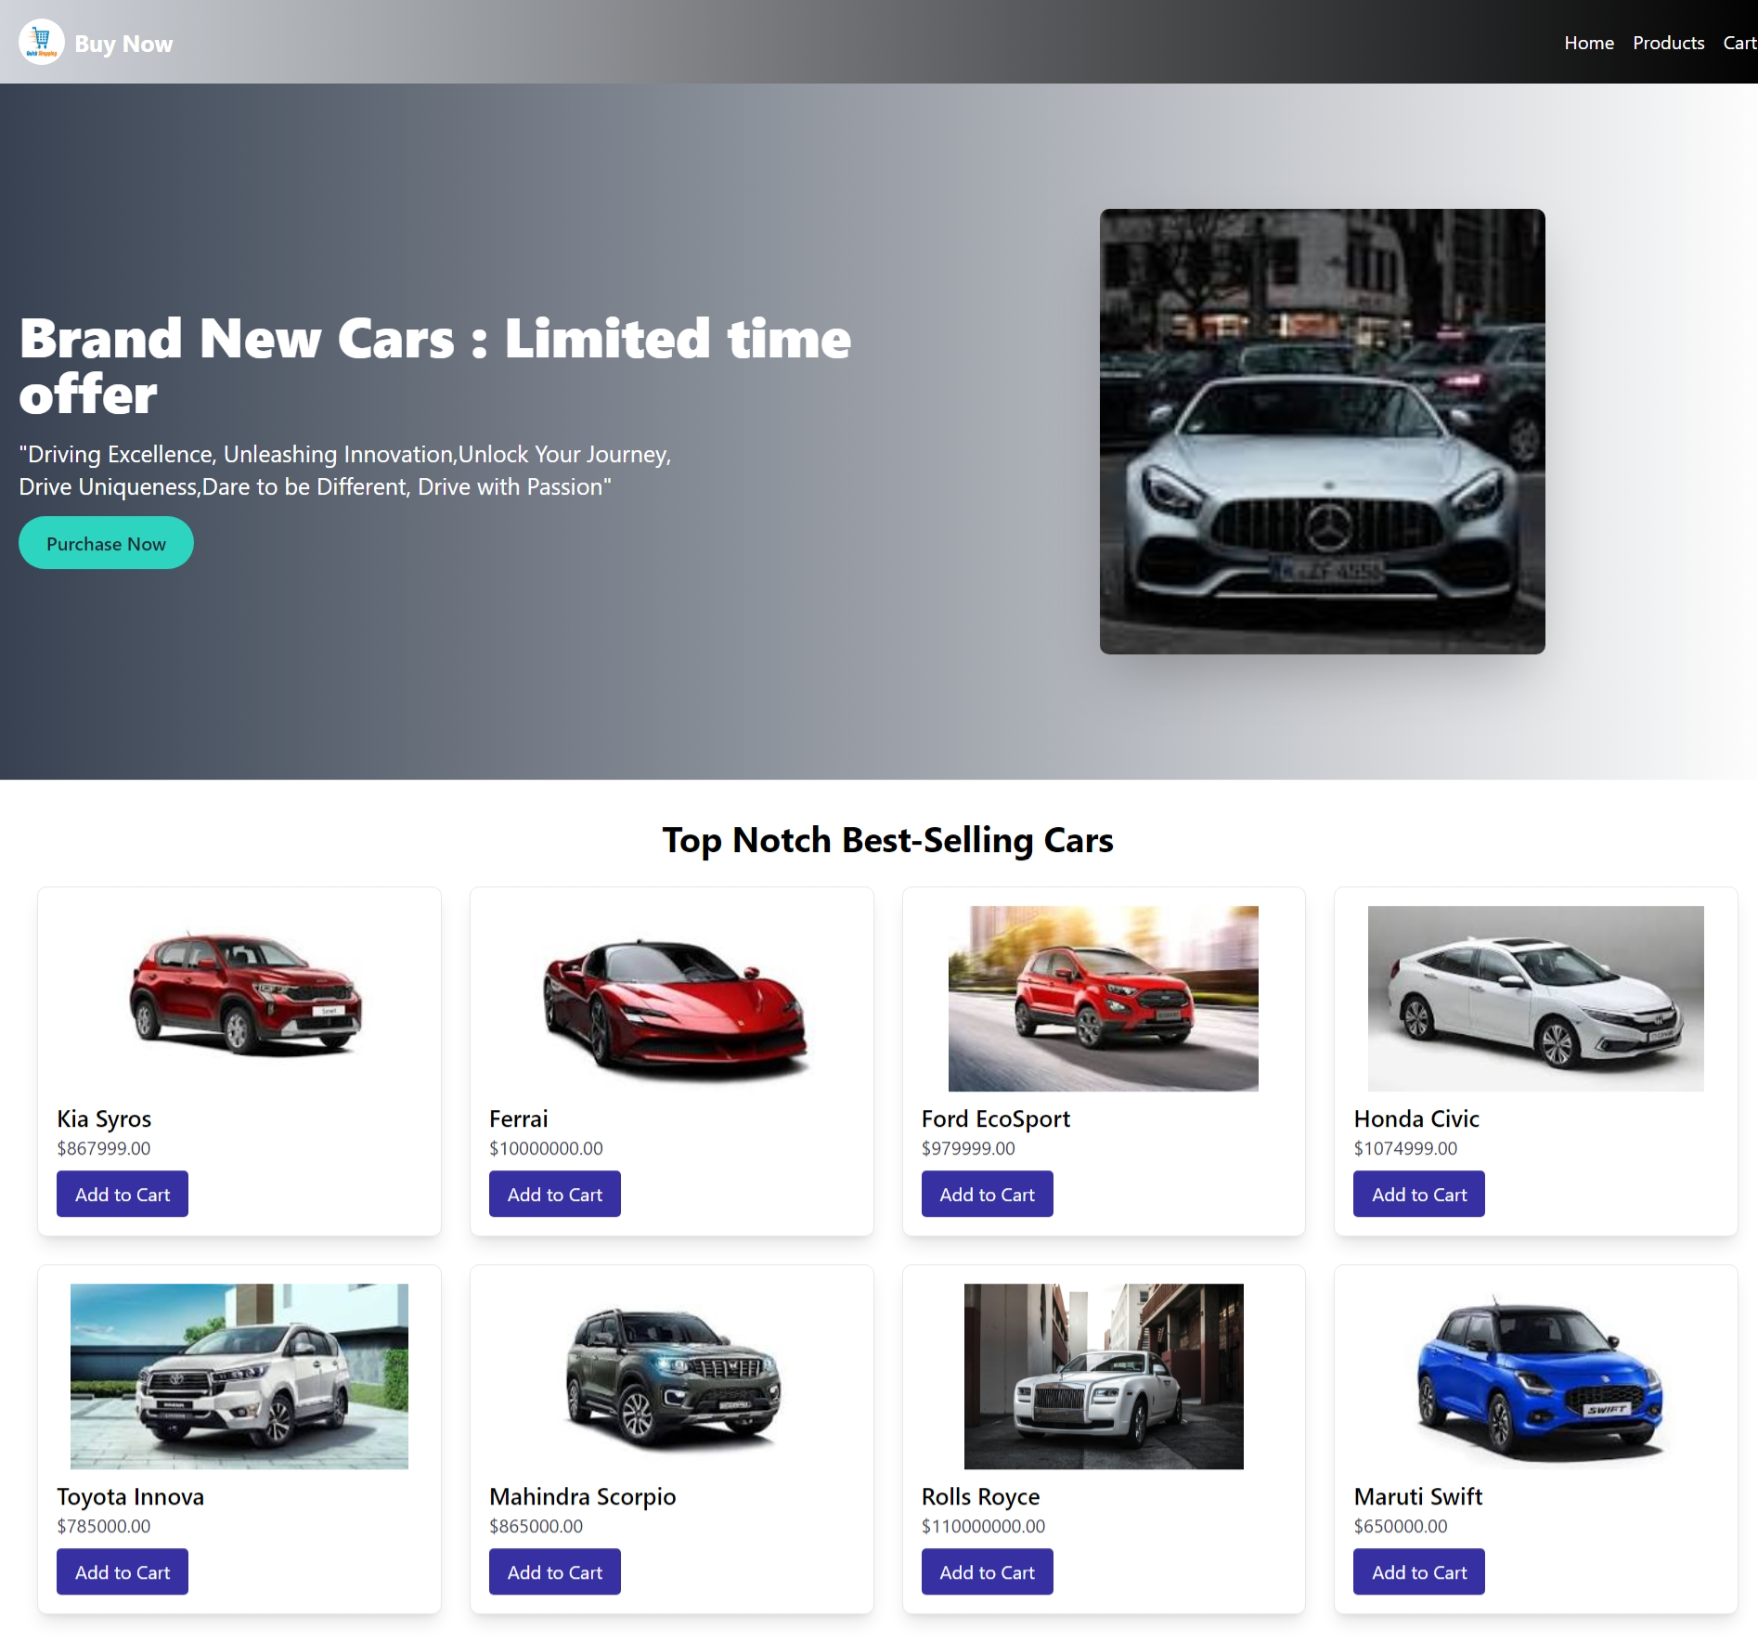 Buy Now
Home Products Cart
Brand New Cars : Limited time
offer
"Driving Excellence, Unleashing Innovation,Unlock Your Journey,
Drive Uniqueness,Dare to be Different, Drive with Passion"
Purchase Now
Top Notch Best-Selling Cars
Kia Syros
$867999.00
Add to Cart
Ferrai
$10000000.00
Add to Cart
Ford EcoSport
$979999.00
Add to Cart
Honda Civic
$1074999.00
Add to Cart
Toyota Innova
$785000.00
Add to Cart
Mahindra Scorpio
$865000.00
Add to Cart
Rolls Royce
$110000000.00
Add to Cart
SWIFT
Maruti Swift
$650000.00
Add to Cart